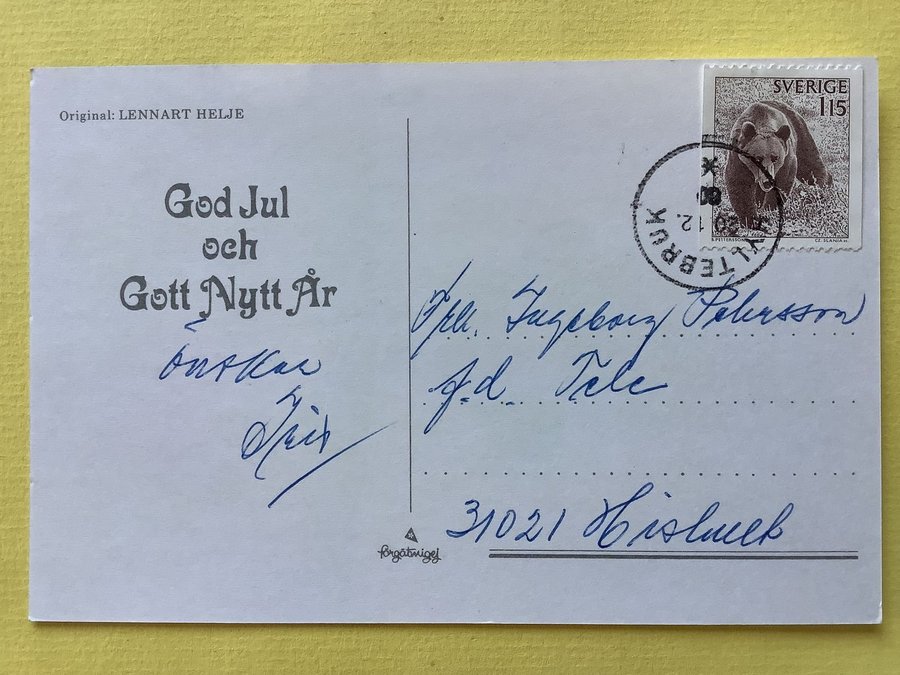 Original: LENNART HELJE
God Jul
och
Gott Nytt År
önskar
SVERIGE
115
HYLTEBRUK
12.
Frk. Ingeborg Petersson
f.d. Tele
31021 Hishult
förgätmigej